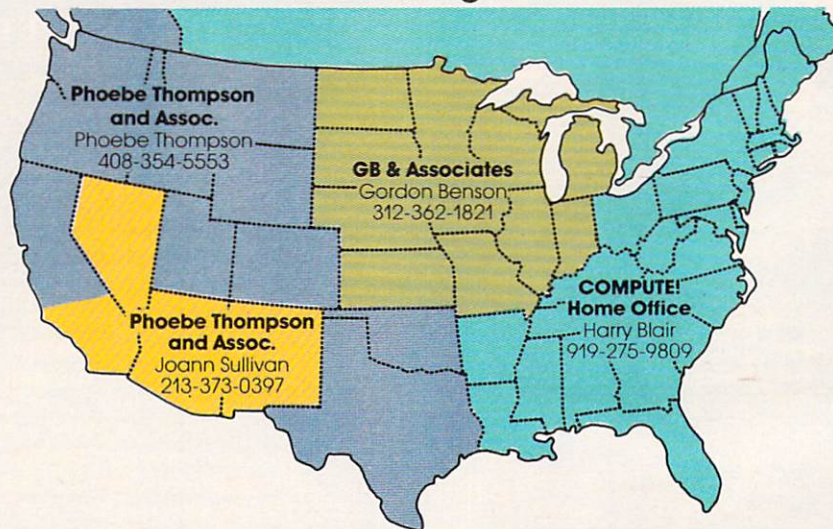 Phoebe Thompson
and Assoc.
Phoebe Thompson
408-354-5553
GB & Associates
Gordon Benson
312-362-1821
COMPUTE!
Home Office
Harry Blair
919-275-9809
Phoebe Thompson
and Assoc.
Joann Sullivan
213-373-0397